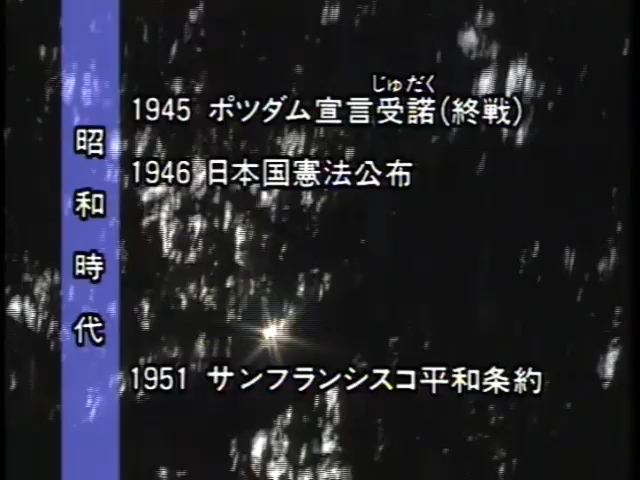 昭和時代
じゅだく
1945 ポツダム宣言受諾(終戦)
1946 日本国憲法公布
1951 サンフランシスコ平和条約